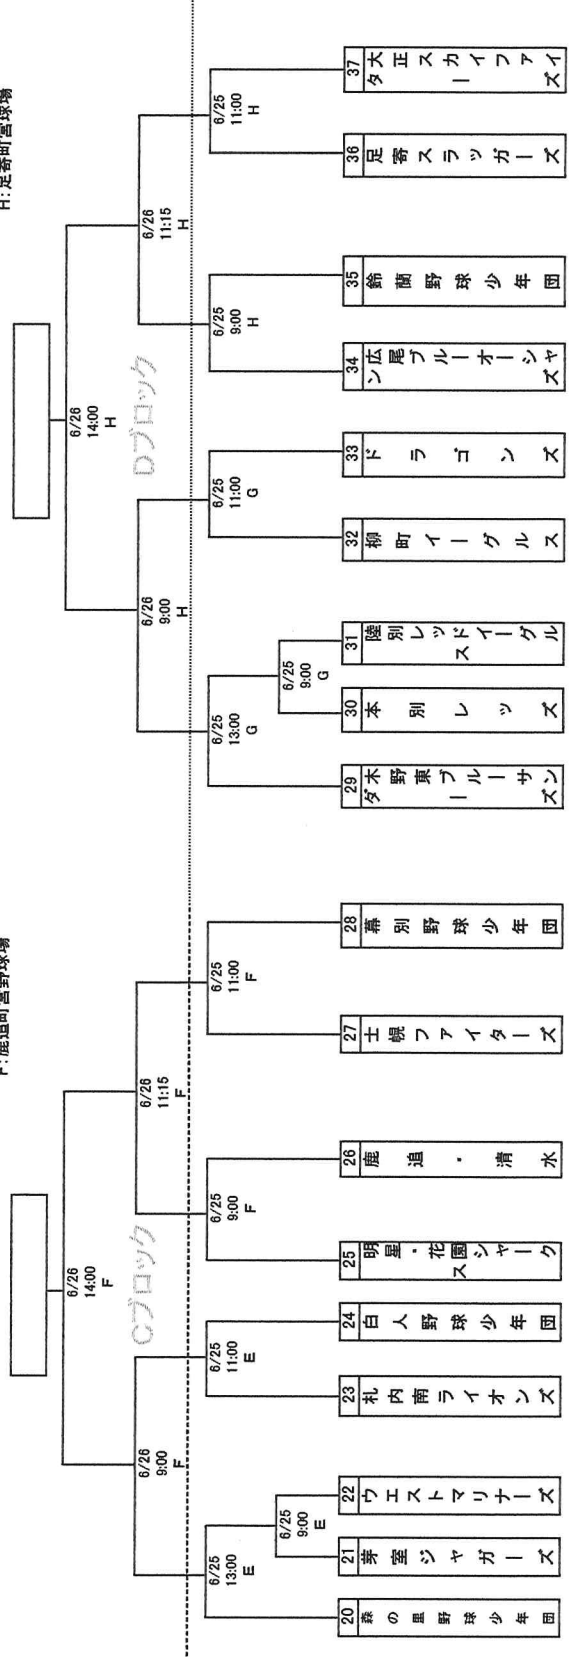 F:鹿追町営野球場
H:足寄町営球場
6/26
14:00
F
Cブロック
6/26
9:00
F
6/26
11:15
F
6/25
13:00
E
6/25
11:00
E
6/25
9:00
F
6/25
11:00
F
6/25
9:00
E
20
森の里野球少年団
21
芽室ジャガーズ
22
ウエストマリナーズ
23
札内南ライオンズ
24
白人野球少年団
25
明星・花園シャークス
26
鹿追・清水
27
士幌ファイターズ
28
幕別野球少年団
6/26
14:00
H
Dブロック
6/26
9:00
H
6/26
11:15
H
6/25
13:00
G
6/25
11:00
G
6/25
9:00
H
6/25
11:00
H
6/25
9:00
G
29
木野東ブルーサンダーズ
30
本別レッズ
31
陸別レッドイーグルス
32
柳町イーグルス
33
ドラゴンズ
34
広尾ブルーオーシャンズ
35
鈴蘭野球少年団
36
足寄スラッガーズ
37
大正スカイファイターズ